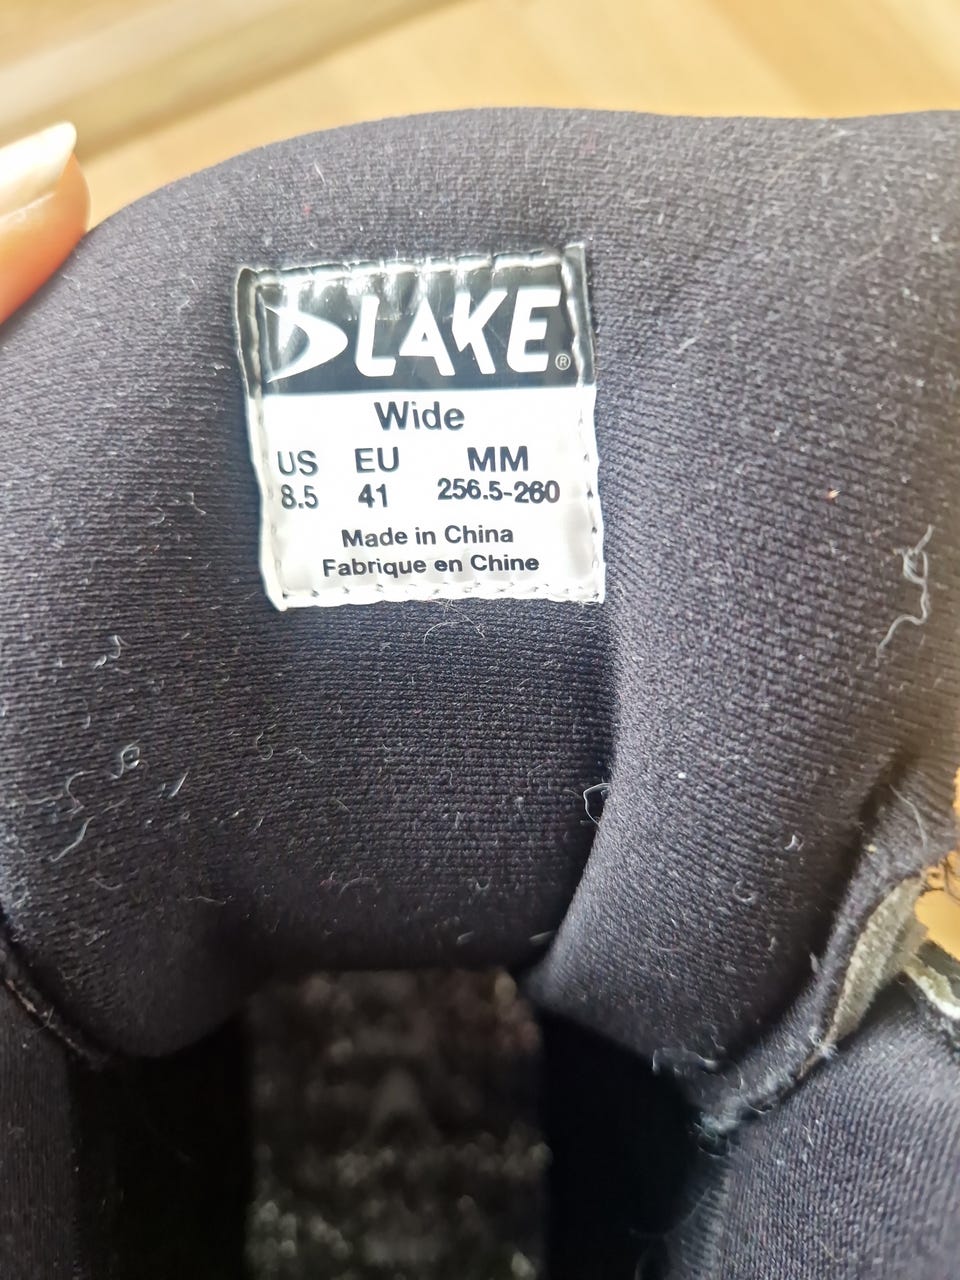 LAKE®
Wide
US EU MM
8.5 41 256.5-260
Made in China
Fabrique en Chine